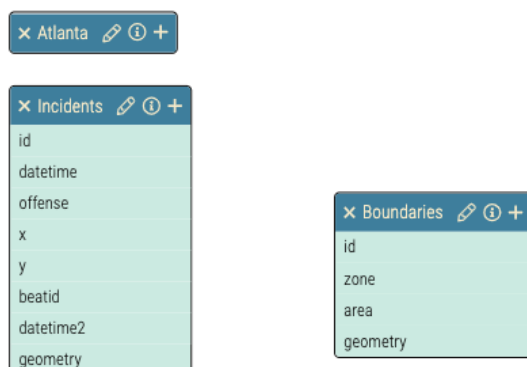 Atlanta
Incidents
id
datetime
offense
x
y
beatid
datetime2
geometry
Boundaries
id
zone
area
geometry